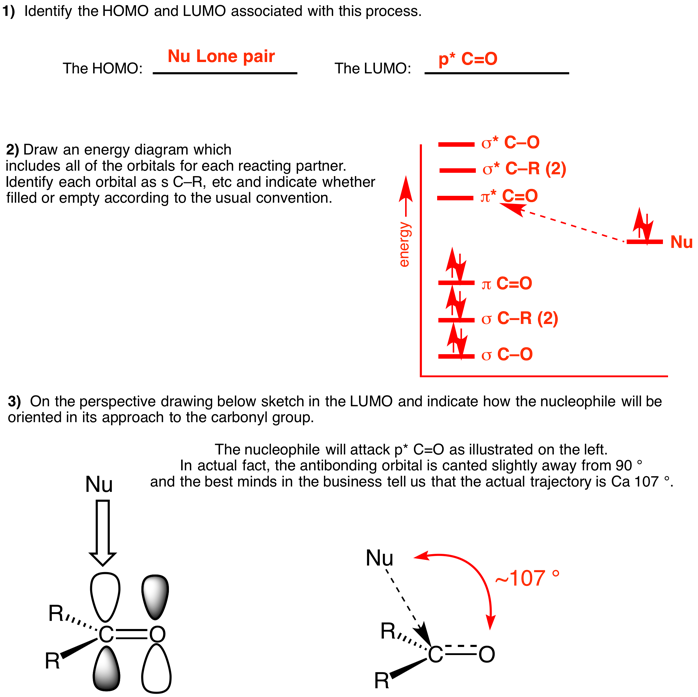 1) Identify the HOMO and LUMO associated with this process.
The HOMO: Nu Lone pair The LUMO: p* C=O
2) Draw an energy diagram which
includes all of the orbitals for each reacting partner.
Identify each orbital as s C–R, etc and indicate whether
filled or empty according to the usual convention.
energy
σ* C–O
σ* C–R (2)
π* C=O
Nu
π C=O
σ C–R (2)
σ C–O
3) On the perspective drawing below sketch in the LUMO and indicate how the nucleophile will be
oriented in its approach to the carbonyl group.
The nucleophile will attack p* C=O as illustrated on the left.
In actual fact, the antibonding orbital is canted slightly away from 90 °
and the best minds in the business tell us that the actual trajectory is Ca 107 °.
Nu
R
C O
R
Nu
~107 °
R
C O
R